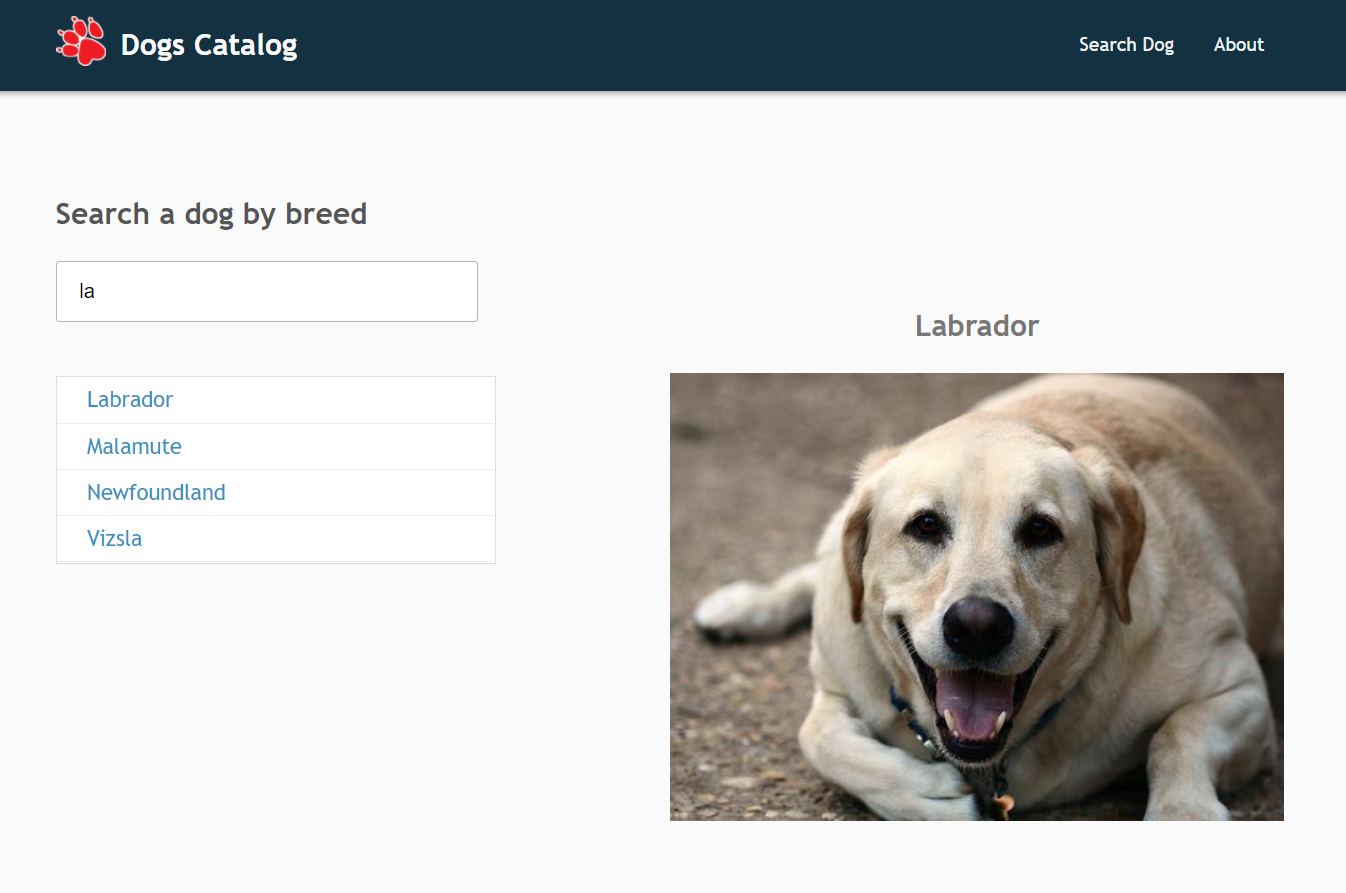 Dogs Catalog
Search Dog
About
Search a dog by breed
la
Labrador
Malamute
Newfoundland
Vizsla
Labrador